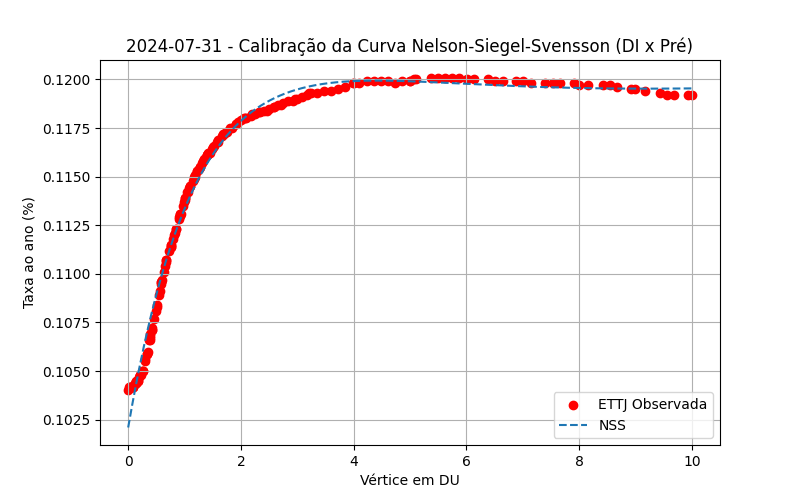 2024-07-31 - Calibração da Curva Nelson-Siegel-Svensson (DI x Pré)
0.1200
0.1175
0.1150
0.1125
0.1100
0.1075
0.1050
0.1025
Taxa ao ano (%)
ETTJ Observada
NSS
0 2 4 6 8 10
Vértice em DU